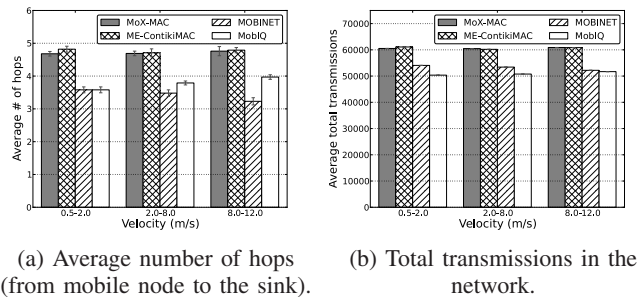 MoX-MAC
ME-ContikiMAC
MOBINET
MobIQ
6
5
4
3
2
1
0
Average # of hops
0.5-2.0
2.0-8.0
8.0-12.0
Velocity (m/s)
(a) Average number of hops
(from mobile node to the sink).
MoX-MAC
ME-ContikiMAC
MOBINET
MobIQ
70000
60000
50000
40000
30000
20000
10000
0
Average total transmissions
0.5-2.0
2.0-8.0
8.0-12.0
Velocity (m/s)
(b) Total transmissions in the
network.